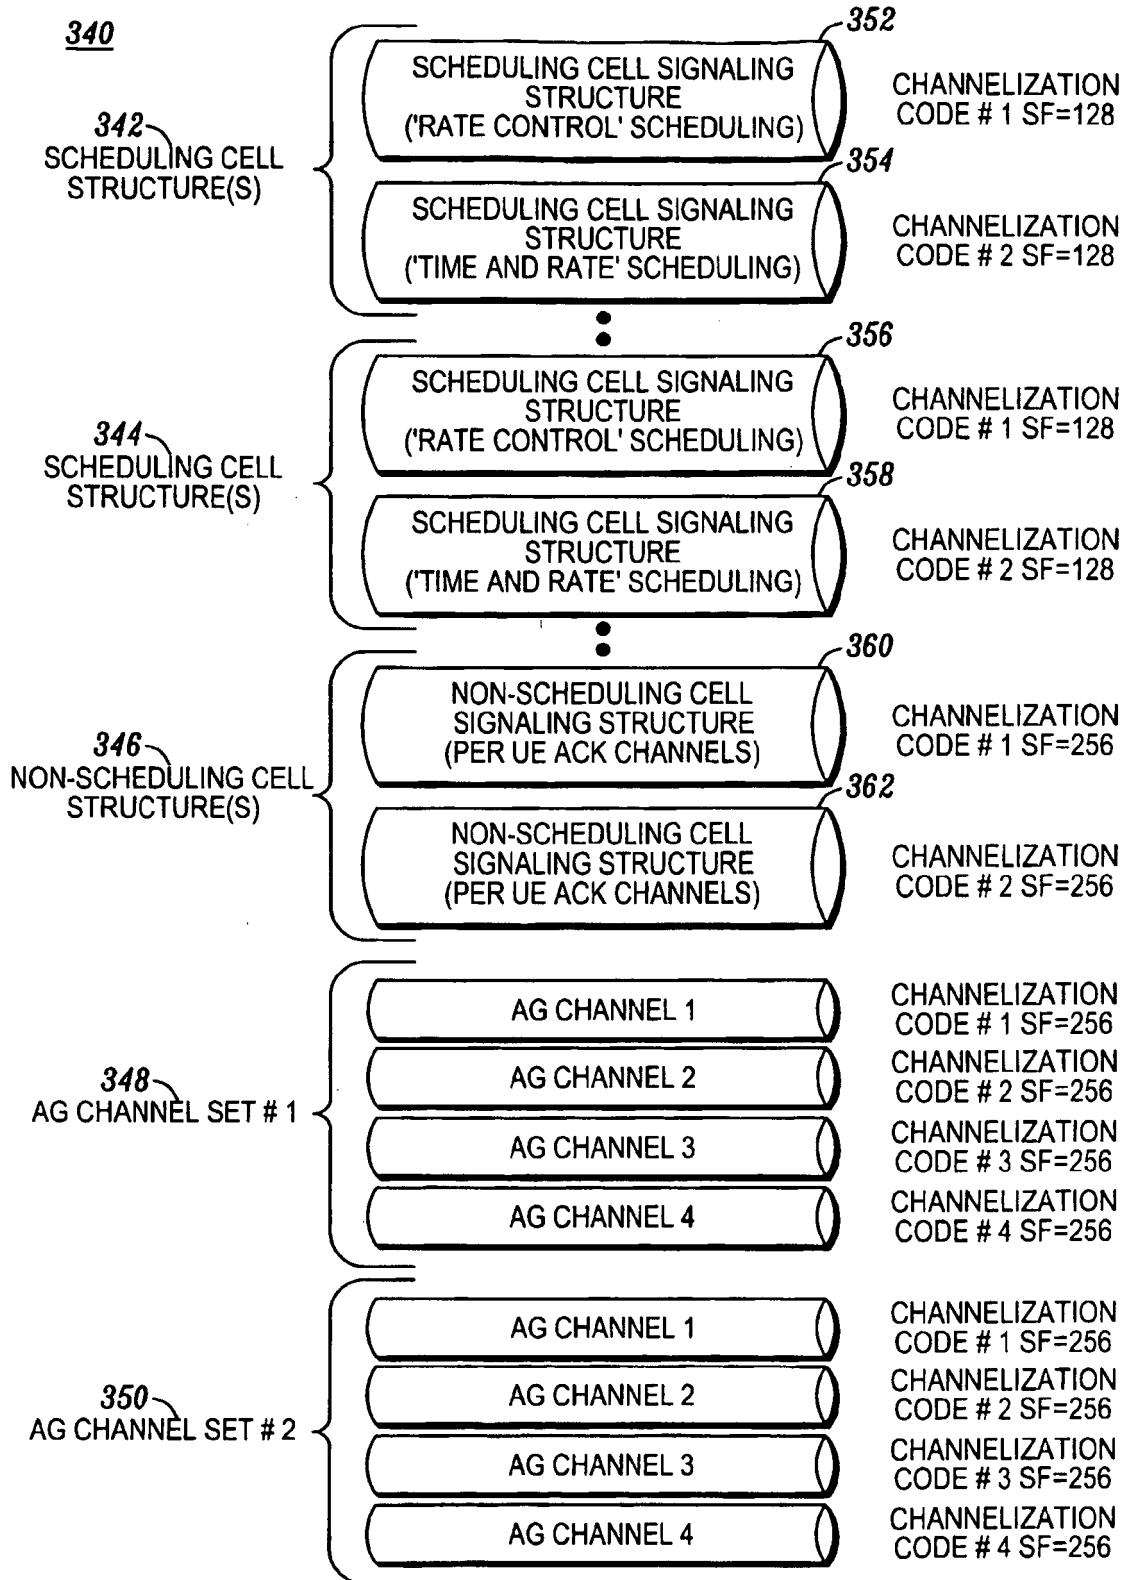 340
352
SCHEDULING CELL SIGNALING
STRUCTURE
('RATE CONTROL' SCHEDULING)
CHANNELIZATION
CODE # 1 SF=128
342
SCHEDULING CELL
STRUCTURE(S)
354
SCHEDULING CELL SIGNALING
STRUCTURE
('TIME AND RATE' SCHEDULING)
CHANNELIZATION
CODE # 2 SF=128
356
SCHEDULING CELL SIGNALING
STRUCTURE
('RATE CONTROL' SCHEDULING)
CHANNELIZATION
CODE # 1 SF=128
344
SCHEDULING CELL
STRUCTURE(S)
358
SCHEDULING CELL SIGNALING
STRUCTURE
('TIME AND RATE' SCHEDULING)
CHANNELIZATION
CODE # 2 SF=128
360
NON-SCHEDULING CELL
SIGNALING STRUCTURE
(PER UE ACK CHANNELS)
CHANNELIZATION
CODE # 1 SF=256
346
NON-SCHEDULING CELL
STRUCTURE(S)
362
NON-SCHEDULING CELL
SIGNALING STRUCTURE
(PER UE ACK CHANNELS)
CHANNELIZATION
CODE # 2 SF=256
348
AG CHANNEL SET # 1
AG CHANNEL 1
CHANNELIZATION
CODE # 1 SF=256
AG CHANNEL 2
CHANNELIZATION
CODE # 2 SF=256
AG CHANNEL 3
CHANNELIZATION
CODE # 3 SF=256
AG CHANNEL 4
CHANNELIZATION
CODE # 4 SF=256
350
AG CHANNEL SET # 2
AG CHANNEL 1
CHANNELIZATION
CODE # 1 SF=256
AG CHANNEL 2
CHANNELIZATION
CODE # 2 SF=256
AG CHANNEL 3
CHANNELIZATION
CODE # 3 SF=256
AG CHANNEL 4
CHANNELIZATION
CODE # 4 SF=256